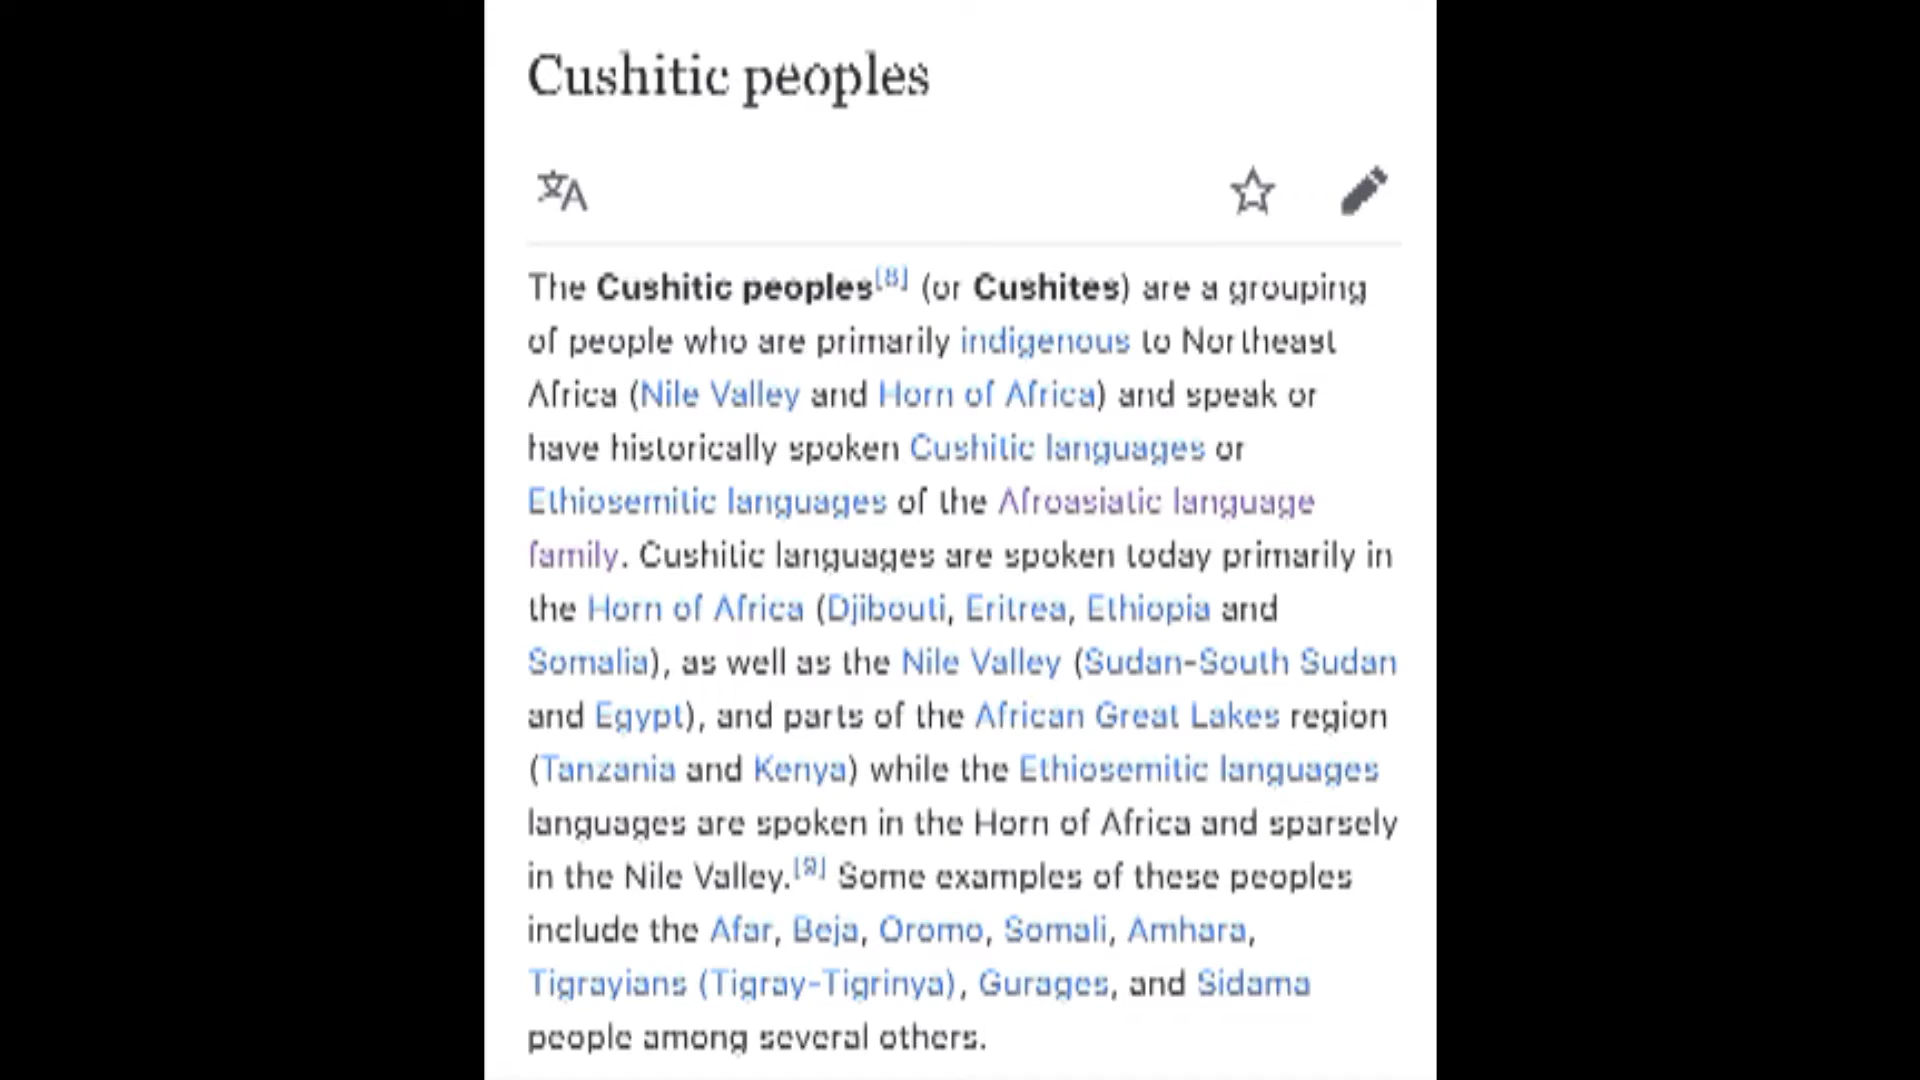 Cushitic peoples
The Cushitic peoples[8] (or Cushites) are a grouping
of people who are primarily indigenous to Northeast
Africa (Nile Valley and Horn of Africa) and speak or
have historically spoken Cushitic languages or
Ethiosemitic languages of the Afroasiatic language
family. Cushitic languages are spoken today primarily in
the Horn of Africa (Djibouti, Eritrea, Ethiopia and
Somalia), as well as the Nile Valley (Sudan-South Sudan
and Egypt), and parts of the African Great Lakes region
(Tanzania and Kenya) while the Ethiosemitic languages
languages are spoken in the Horn of Africa and sparsely
in the Nile Valley.[9] Some examples of these peoples
include the Afar, Beja, Oromo, Somali, Amhara,
Tigrayians (Tigray-Tigrinya), Gurages, and Sidama
people among several others.